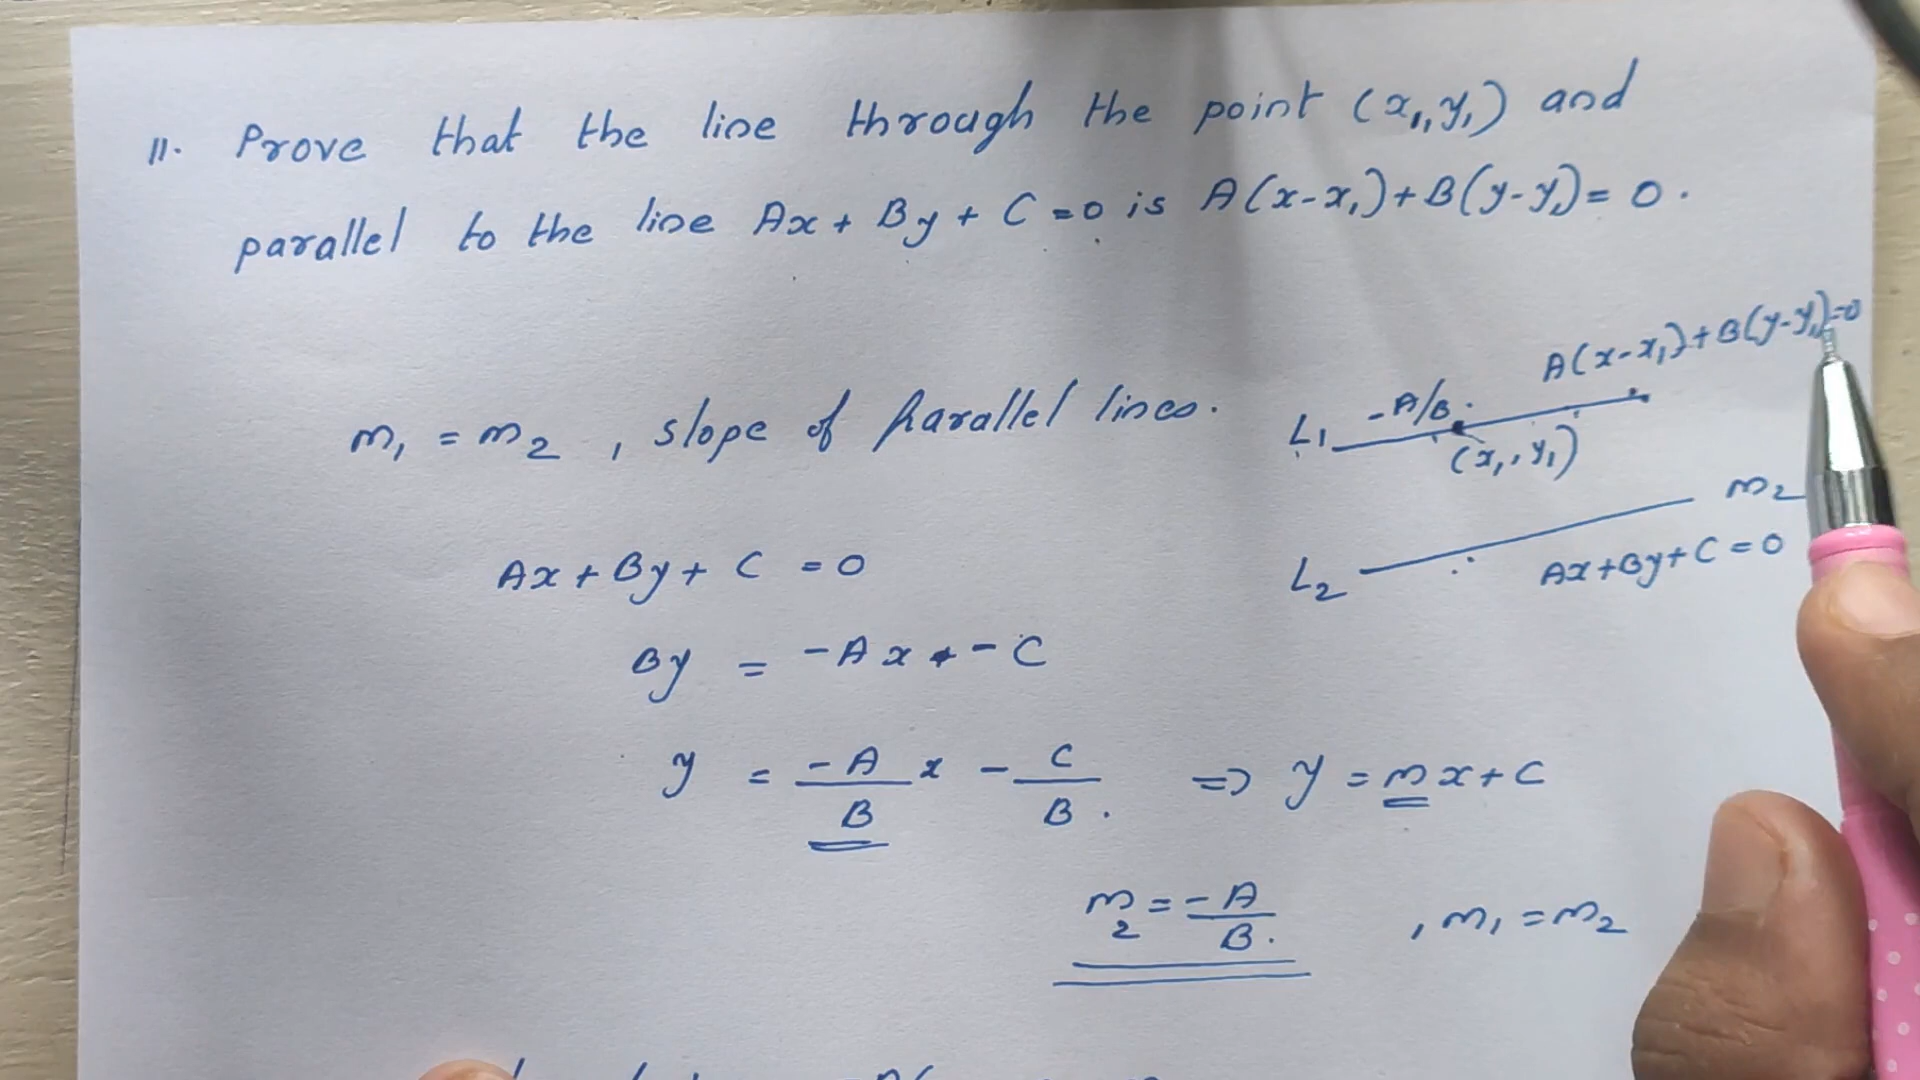 11. Prove that the line through the point (x₁, y₁) and
parallel to the line Ax + By + C = 0 is A(x-x₁)+B(y-y₁)= 0.
A(x-x₁)+B(y-y₁)=0
m₁ = m₂ , slope of parallel lines.
L₁ -A/B.
(x₁, y₁)
m₂
L₂ Ax+By+C=0
Ax + By + C = 0
By = -Ax - C
y = -A/B x - C/B. => y = mx+C
m₂ = -A/B. , m₁ = m₂